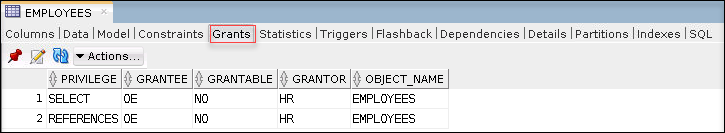 EMPLOYEES
Columns Data Model Constraints Grants Statistics Triggers Flashback Dependencies Details Partitions Indexes SQL
Actions...
PRIVILEGE GRANTEE GRANTABLE GRANTOR OBJECT_NAME
1 SELECT OE NO HR EMPLOYEES
2 REFERENCES OE NO HR EMPLOYEES